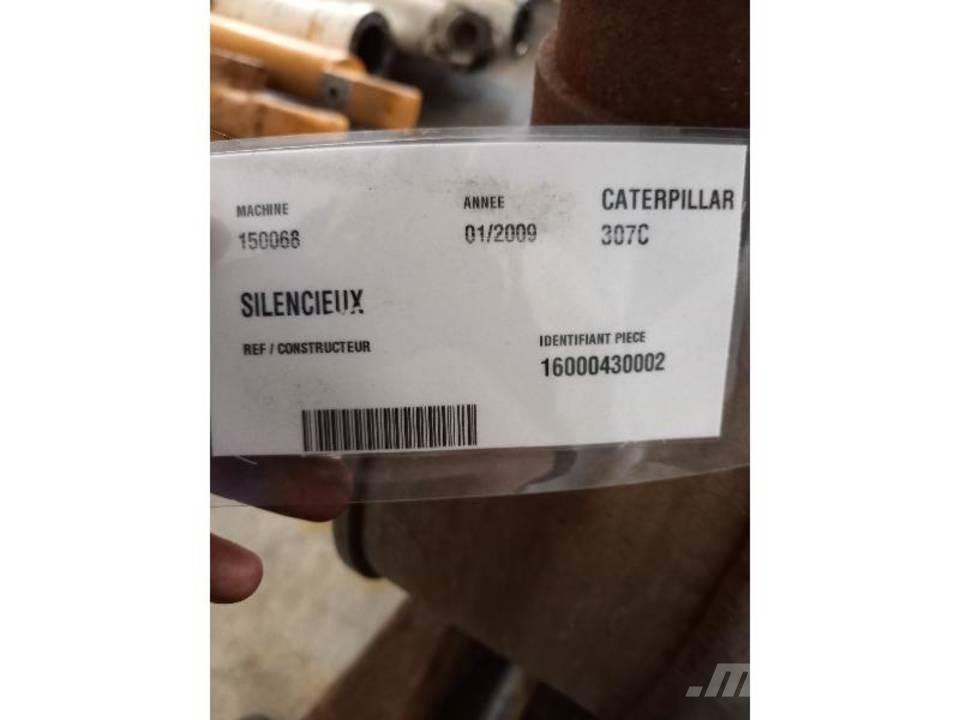 MACHINE
150068
ANNEE
01/2009
CATERPILLAR
307C
SILENCIEUX
REF / CONSTRUCTEUR
IDENTIFIANT PIECE
16000430002